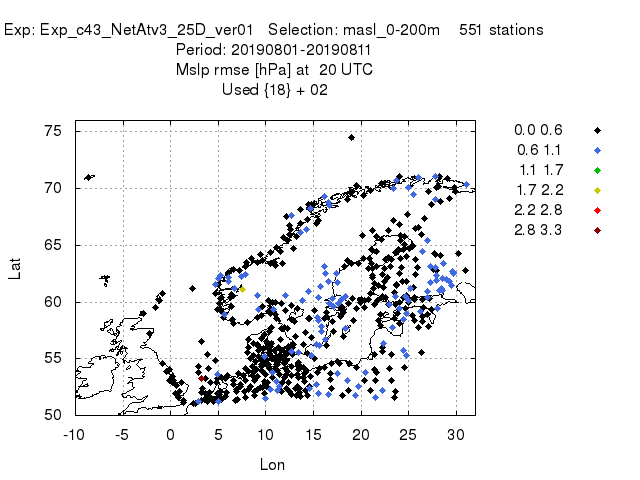 Exp: Exp_c43_NetAtv3_25D_ver01   Selection: masl_0-200m    551 stations
Period: 20190801-20190811
Mslp rmse [hPa] at  20 UTC
Used {18} + 02
75
70
65
60
55
50
Lat
-10 -5 0 5 10 15 20 25 30
Lon
0.0 0.6
0.6 1.1
1.1 1.7
1.7 2.2
2.2 2.8
2.8 3.3